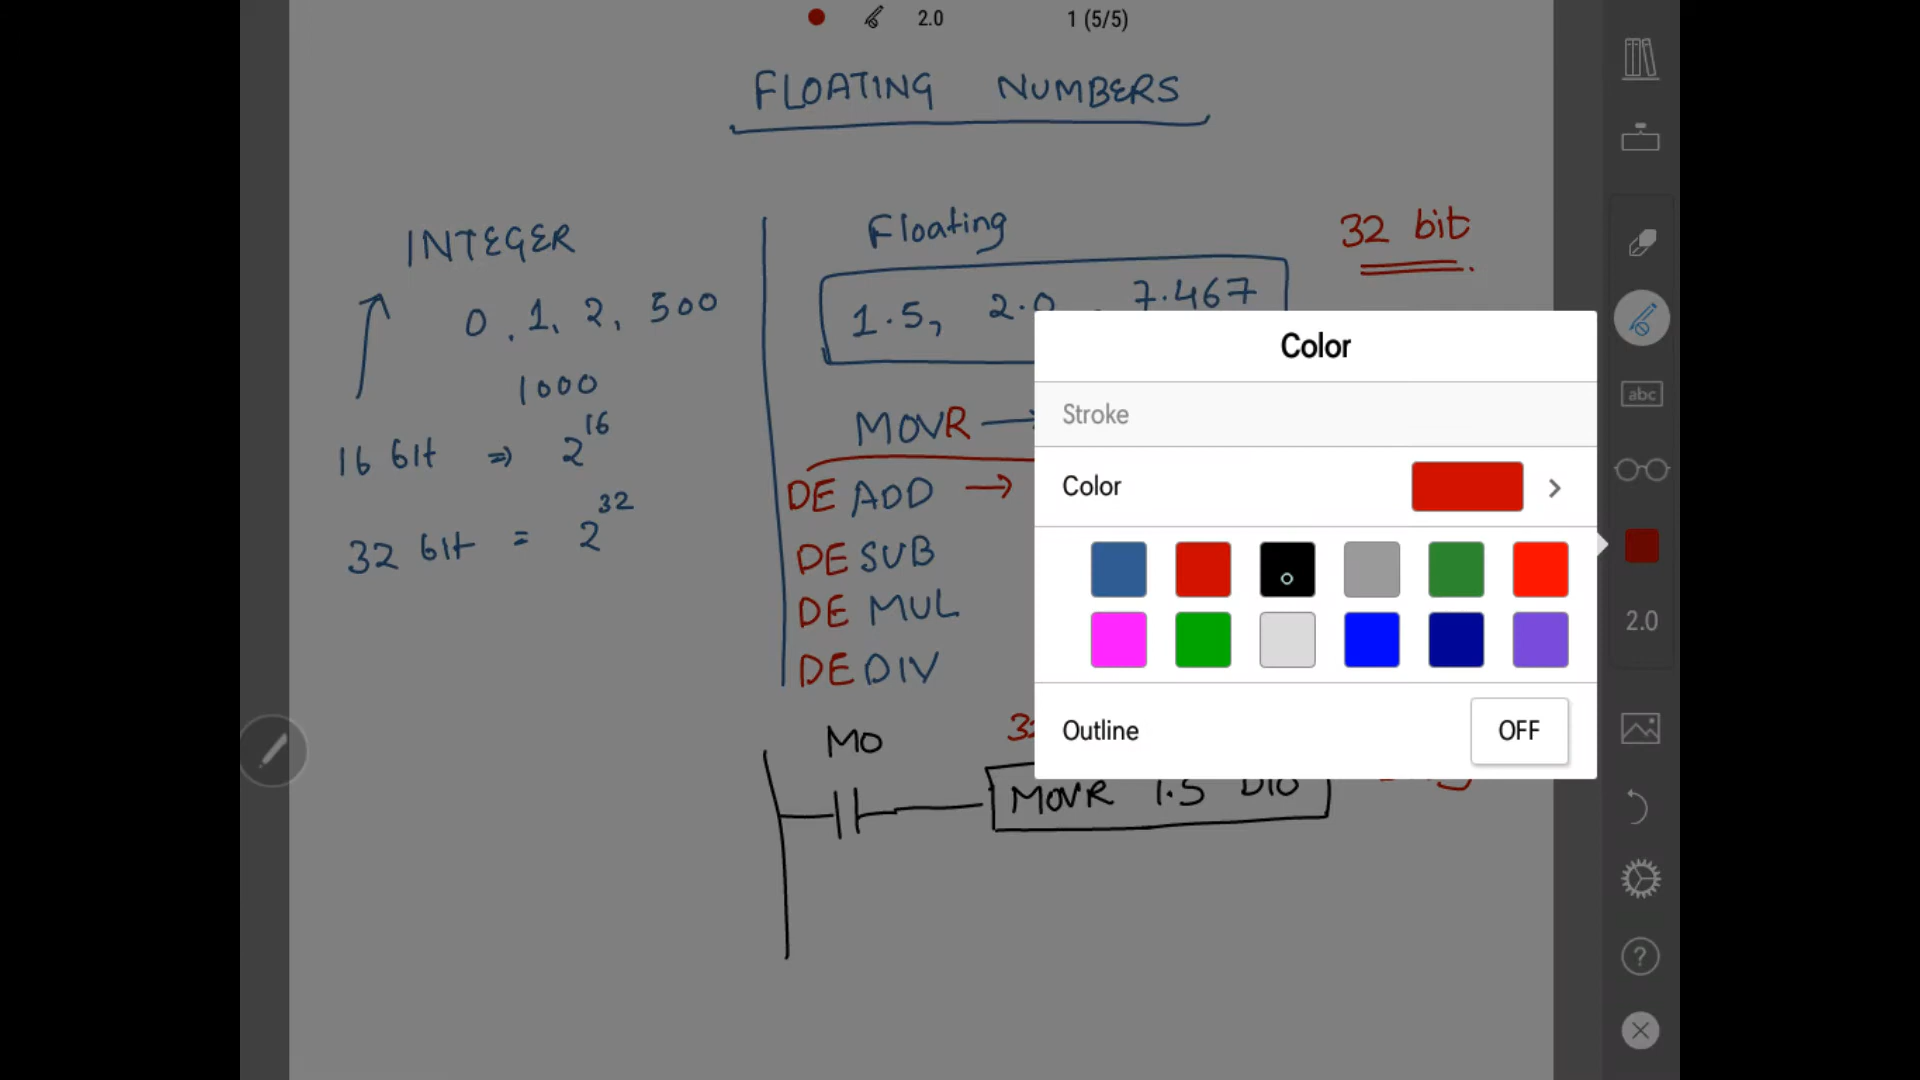 2.0 1 (5/5)
FLOATING NUMBERS
INTEGER
0, 1, 2, 500
1000
16 bit ⇒ 2^16
32 bit = 2^32
Floating
32 bit
1.5, 2.0, 7.467
MOVR →
DE ADD →
DE SUB
DE MUL
DE DIV
M0
MOVR 1.5 D10
Color
Stroke
Color
Outline OFF
abc
2.0
?